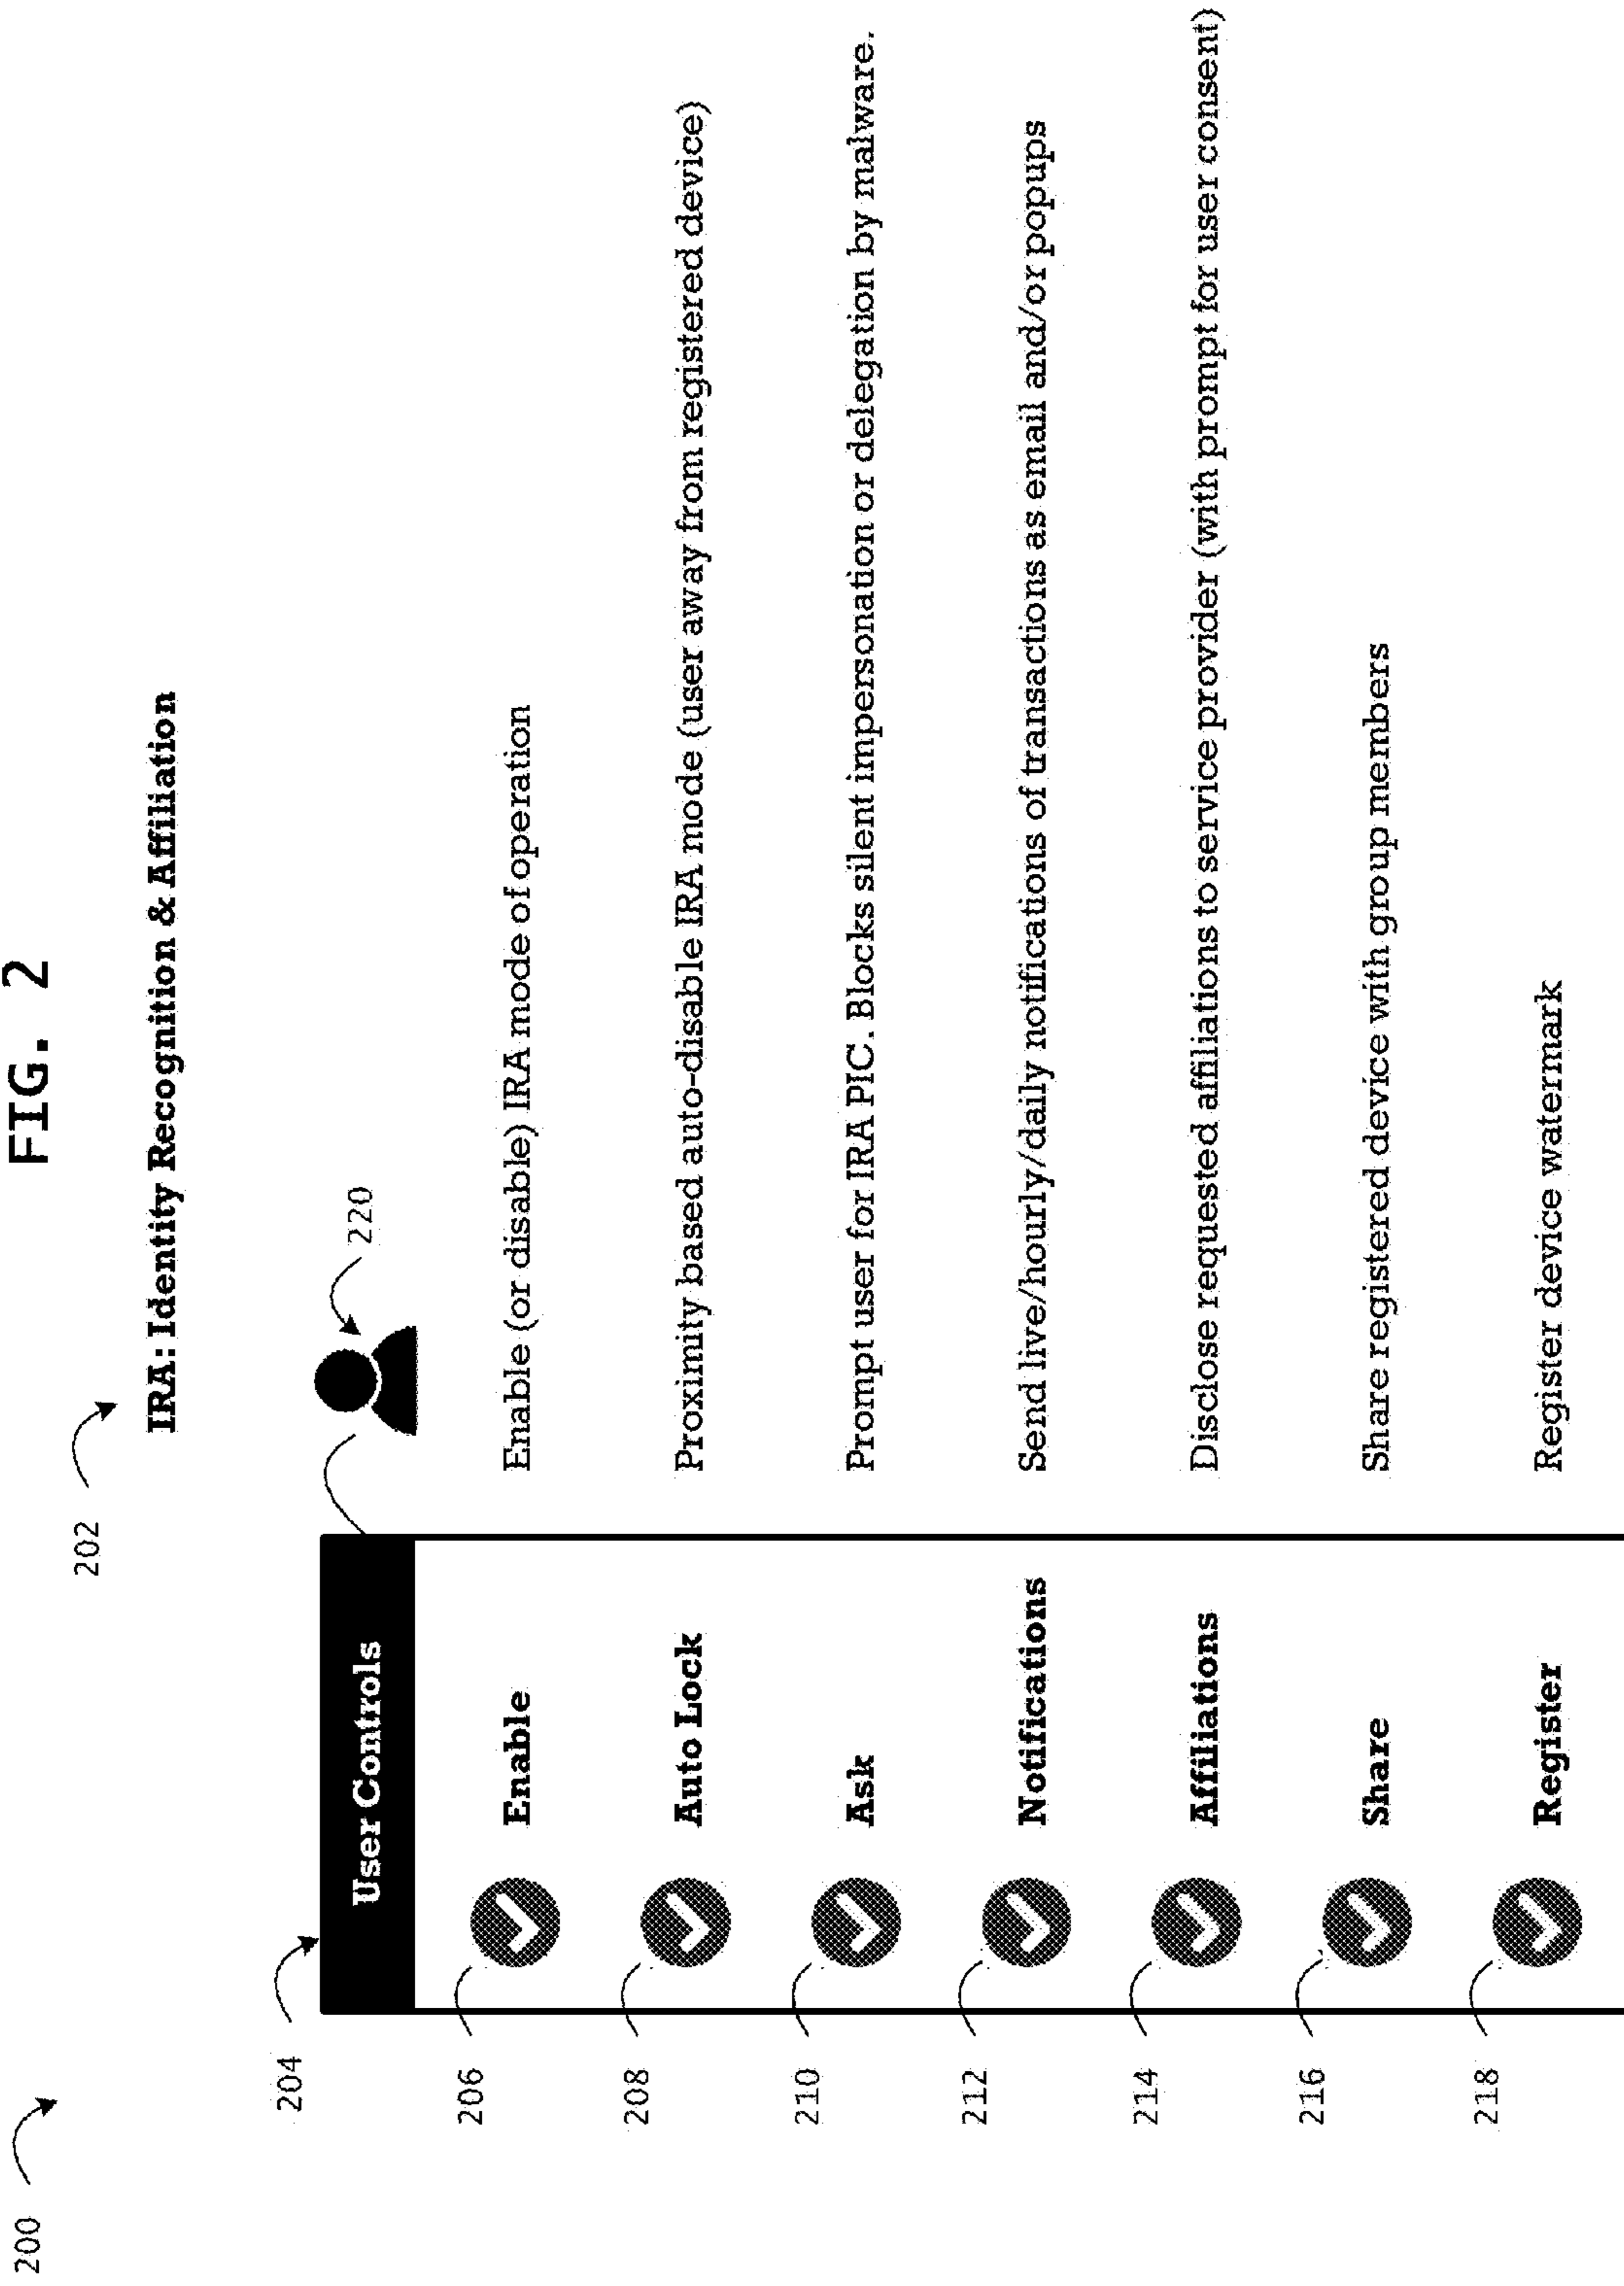 FIG. 2
200
202
IRA: Identity Recognition & Affiliation
204
User Controls
220
206
Enable
Enable (or disable) IRA mode of operation
208
Auto Lock
Proximity based auto-disable IRA mode (user away from registered device)
210
Ask
Prompt user for IRA PIC. Blocks silent impersonation or delegation by malware.
212
Notifications
Send live/hourly/daily notifications of transactions as email and/or popups
214
Affiliations
Disclose requested affiliations to service provider (with prompt for user consent)
216
Share
Share registered device with group members
218
Register
Register device watermark